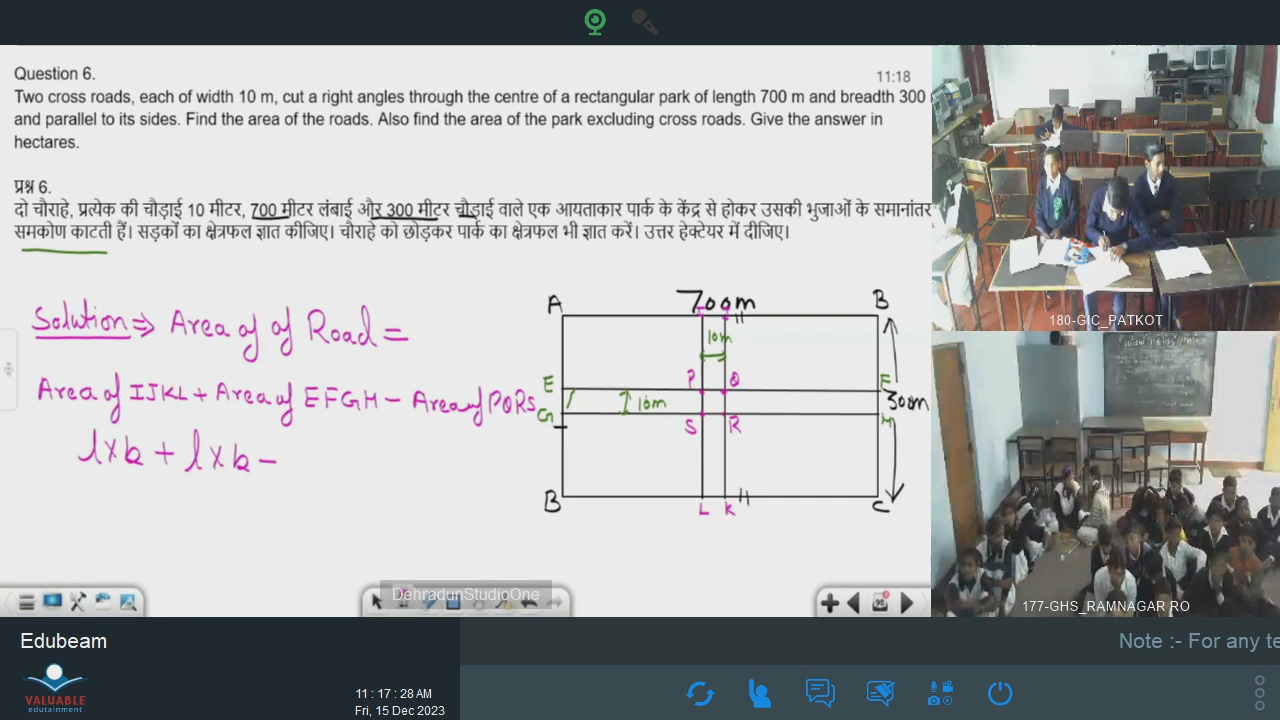 Question 6.
11:18
Two cross roads, each of width 10 m, cut a right angles through the centre of a rectangular park of length 700 m and breadth 300
and parallel to its sides. Find the area of the roads. Also find the area of the park excluding cross roads. Give the answer in
hectares.
प्रश्न 6.
दो चौराहे, प्रत्येक की चौड़ाई 10 मीटर, 700 मीटर लंबाई और 300 मीटर चौड़ाई वाले एक आयताकार पार्क के केंद्र से होकर उसकी भुजाओं के समानांतर
समकोण काटती हैं। सड़कों का क्षेत्रफल ज्ञात कीजिए। चौराहे को छोड़कर पार्क का क्षेत्रफल भी ज्ञात करें। उत्तर हेक्टेयर में दीजिए।
Solution ⇒ Area of of Road =
Area of IJKL + Area of EFGH - Area of PQRS
l×b + l×b -
A 700m B
10m
E P Q F
10m 300m
G S R H
B L K C
DehradunStudioOne
180-GIC_PATKOT
177-GHS_RAMNAGAR RO
Edubeam
Note :- For any te
VALUABLE
edutainment
11 : 17 : 28 AM
Fri, 15 Dec 2023